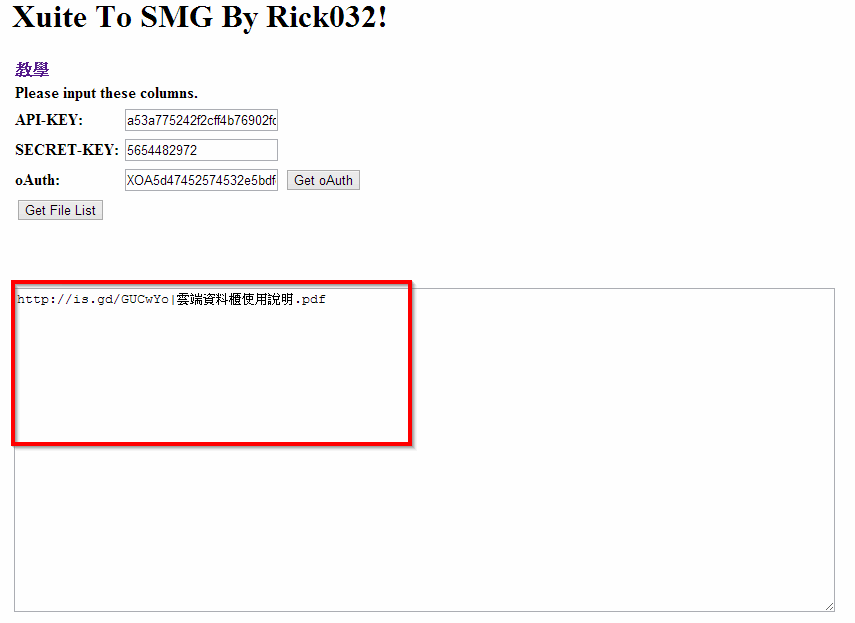 Xuite To SMG By Rick032!
教學
Please input these columns.
API-KEY: a53a775242f2cff4b76902fc
SECRET-KEY: 5654482972
oAuth: XOA5d47452574532e5bdf Get oAuth
Get File List
http://is.gd/GUCwYo|雲端資料櫃使用說明.pdf